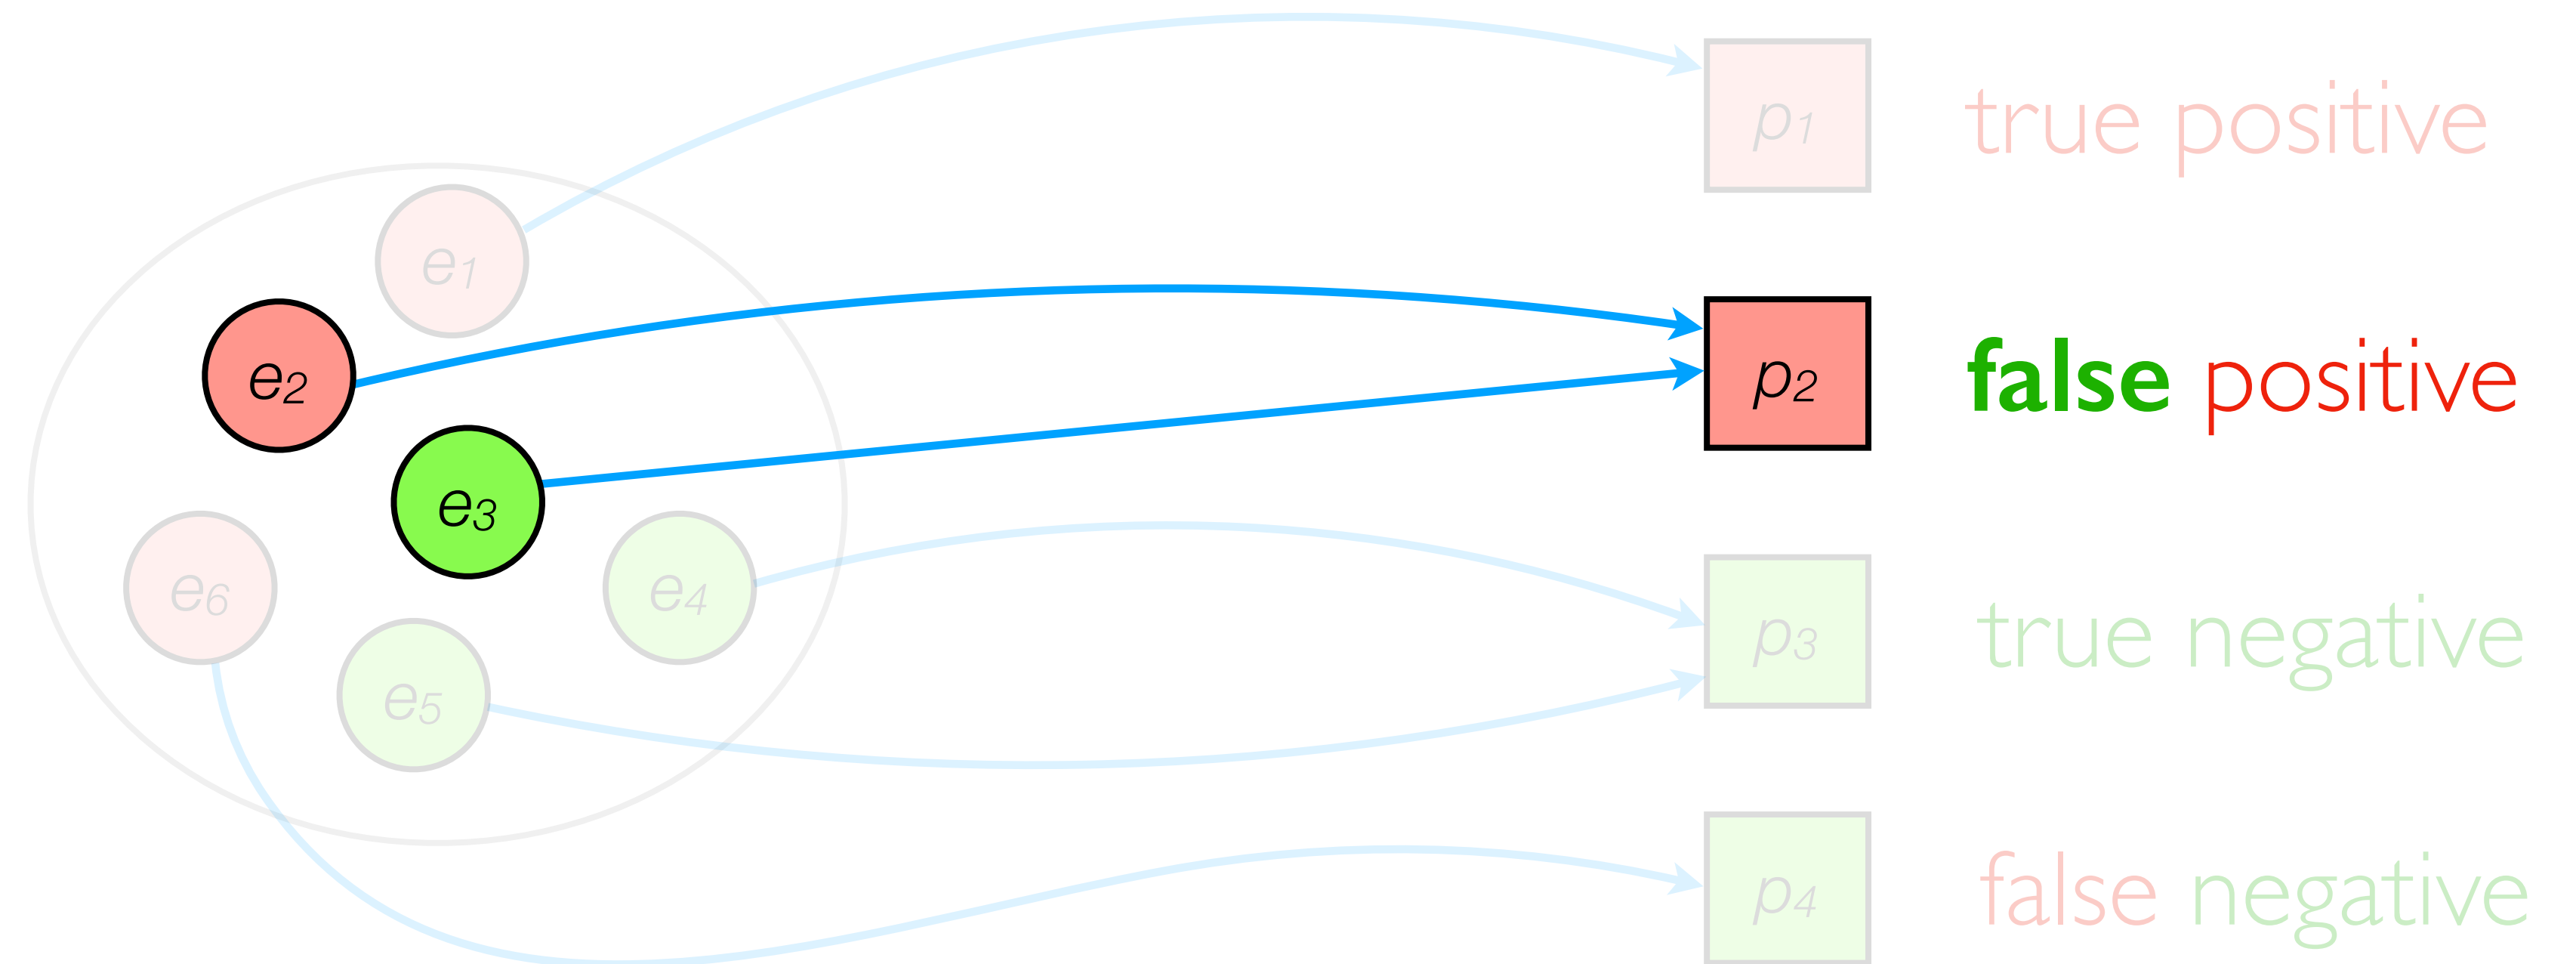 p1 true positive
e1
e2 p2 false positive
e3
e6 e4 p3 true negative
e5
p4 false negative